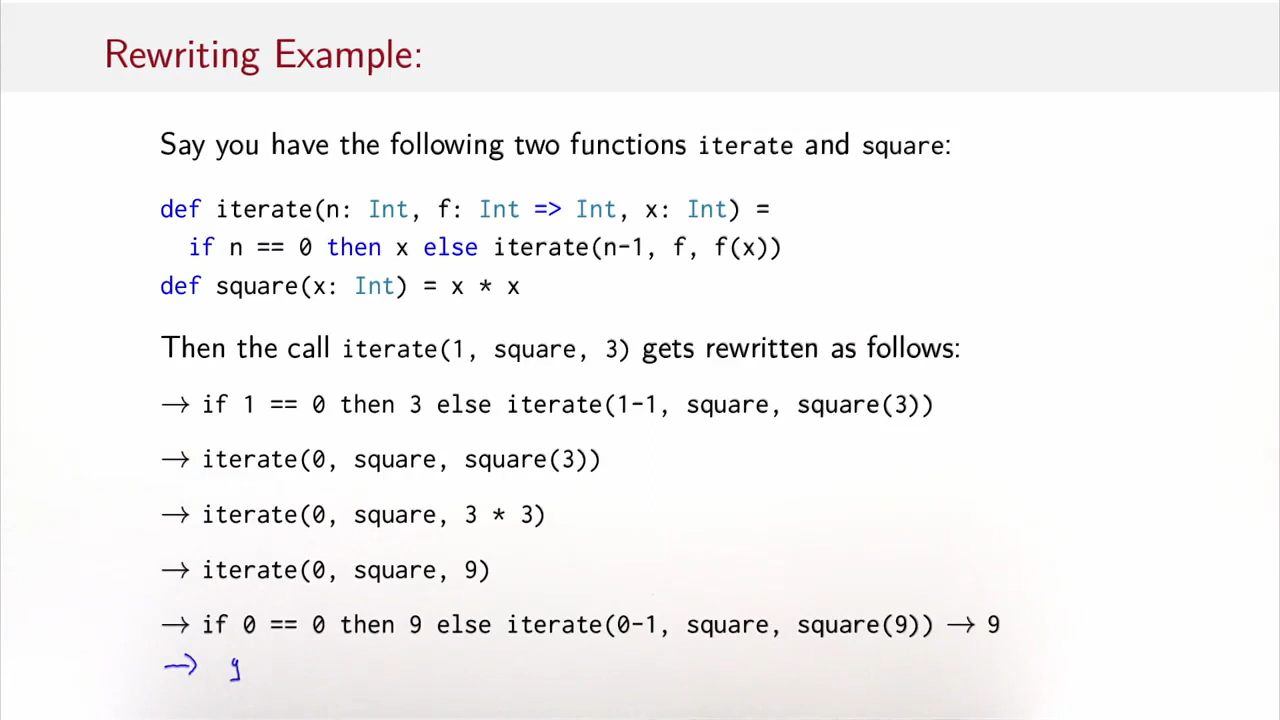 Rewriting Example:
Say you have the following two functions iterate and square:
def iterate(n: Int, f: Int => Int, x: Int) =
if n == 0 then x else iterate(n-1, f, f(x))
def square(x: Int) = x * x
Then the call iterate(1, square, 3) gets rewritten as follows:
→ if 1 == 0 then 3 else iterate(1-1, square, square(3))
→ iterate(0, square, square(3))
→ iterate(0, square, 3 * 3)
→ iterate(0, square, 9)
→ if 0 == 0 then 9 else iterate(0-1, square, square(9)) → 9
→ 9